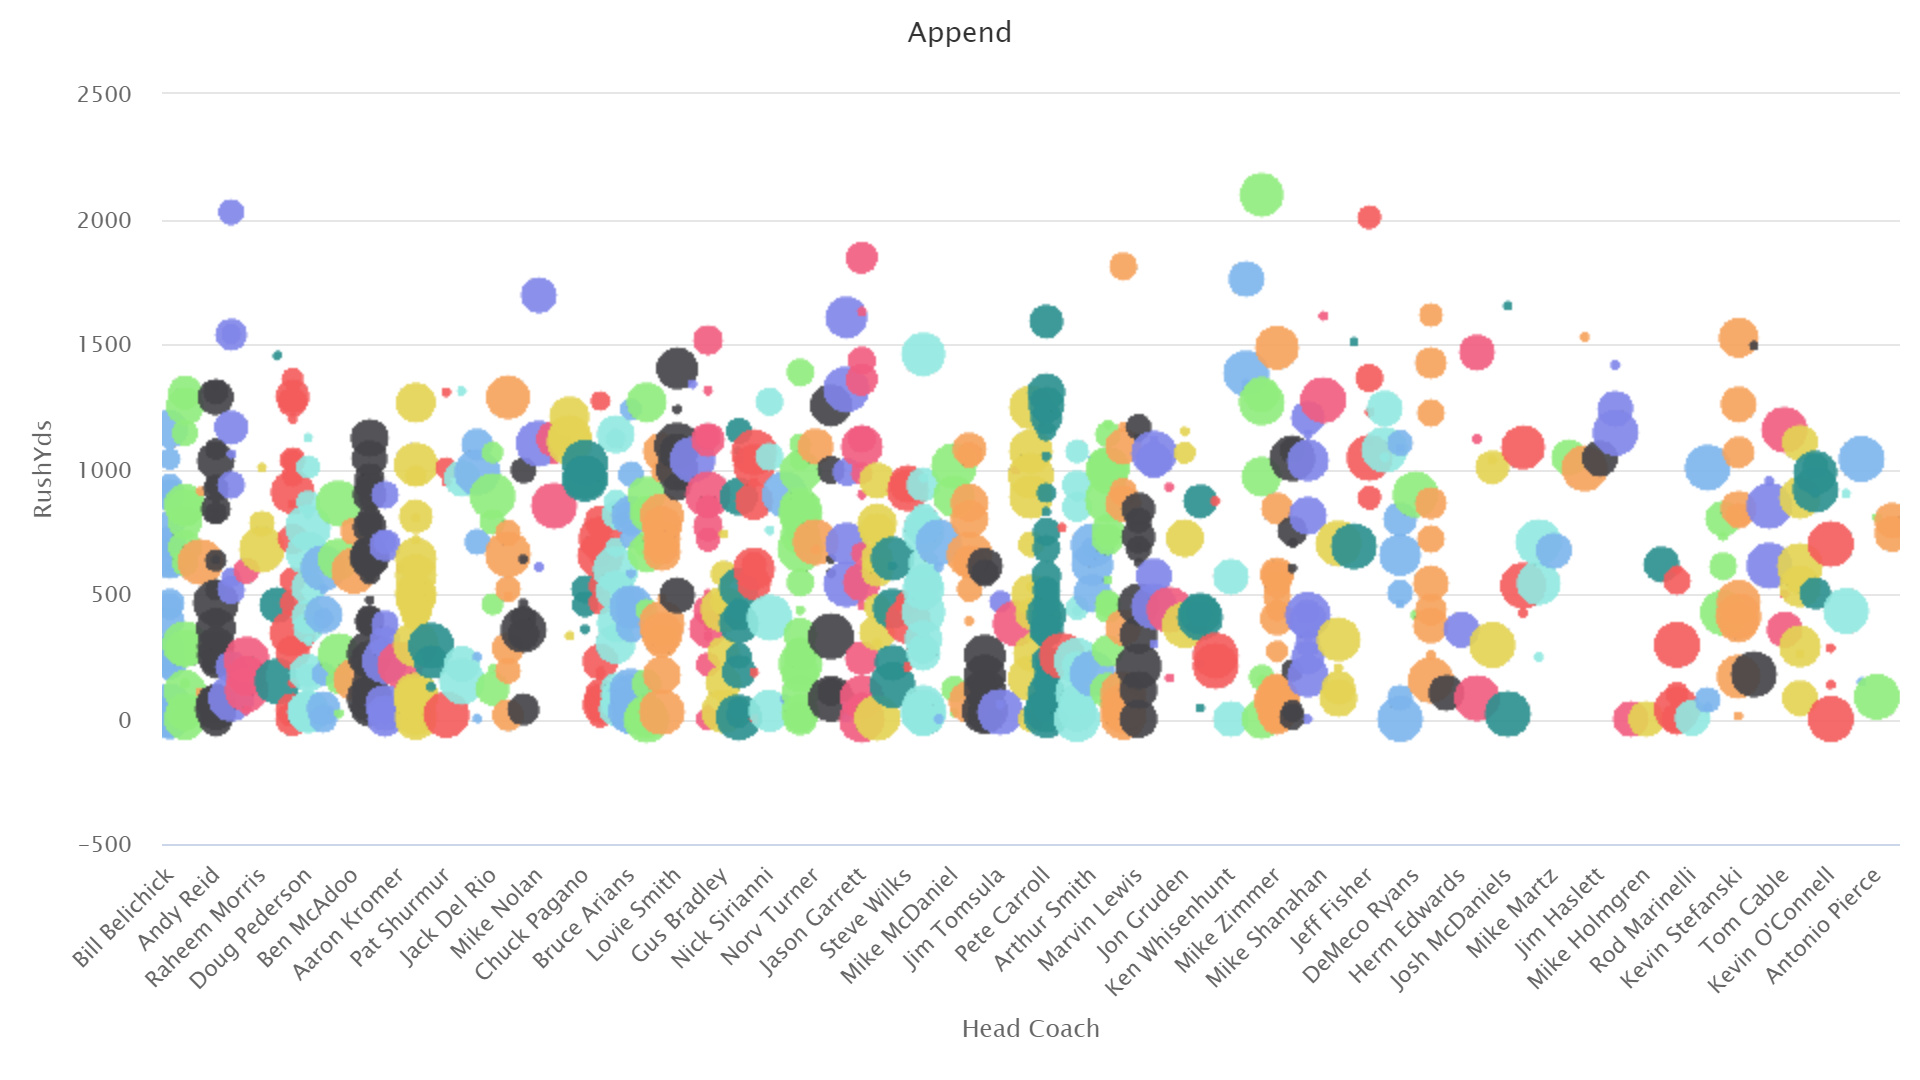 Append
2500
2000
1500
1000
500
0
-500
RushYds
Bill Belichick
Andy Reid
Raheem Morris
Doug Pederson
Ben McAdoo
Aaron Kromer
Pat Shurmur
Jack Del Rio
Mike Nolan
Chuck Pagano
Bruce Arians
Lovie Smith
Gus Bradley
Nick Sirianni
Norv Turner
Jason Garrett
Steve Wilks
Mike McDaniel
Jim Tomsula
Pete Carroll
Arthur Smith
Marvin Lewis
Jon Gruden
Ken Whisenhunt
Mike Zimmer
Mike Shanahan
Jeff Fisher
DeMeco Ryans
Herm Edwards
Josh McDaniels
Mike Martz
Jim Haslett
Mike Holmgren
Rod Marinelli
Kevin Stefanski
Tom Cable
Kevin O'Connell
Antonio Pierce
Head Coach